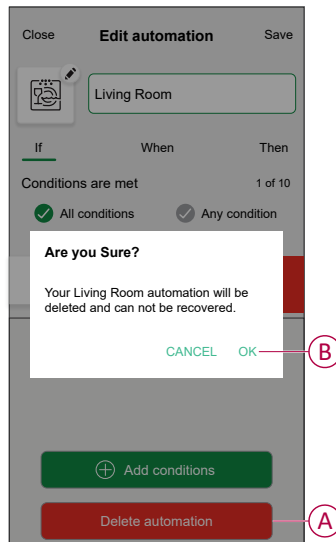 Close Edit automation Save
Living Room
If When Then
Conditions are met 1 of 10
All conditions Any condition
Are you Sure?
Your Living Room automation will be
deleted and can not be recovered.
CANCEL OK
B
Add conditions
Delete automation
A